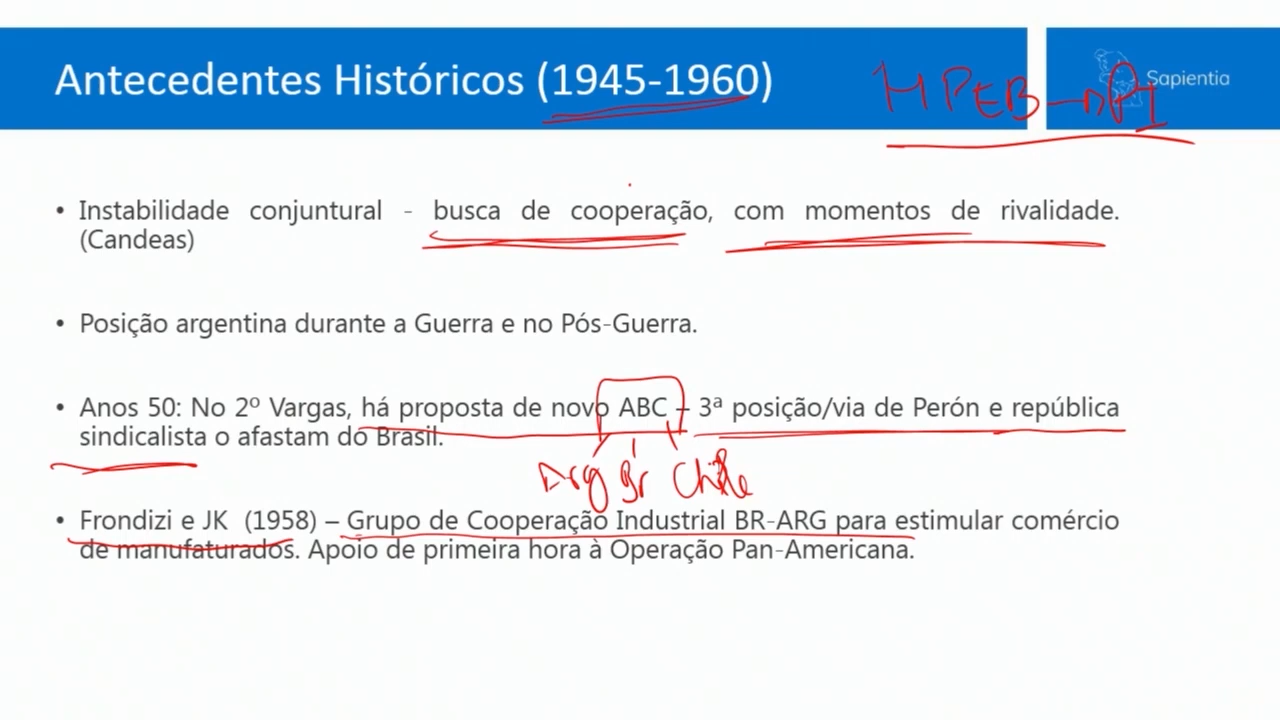 Antecedentes Históricos (1945-1960)
HPEB → PI
Sapientia
• Instabilidade conjuntural - busca de cooperação, com momentos de rivalidade.
(Candeas)
• Posição argentina durante a Guerra e no Pós-Guerra.
• Anos 50: No 2º Vargas, há proposta de novo ABC – 3ª posição/via de Perón e república
sindicalista o afastam do Brasil.
Arg Br Chile
• Frondizi e JK (1958) – Grupo de Cooperação Industrial BR-ARG para estimular comércio
de manufaturados. Apoio de primeira hora à Operação Pan-Americana.